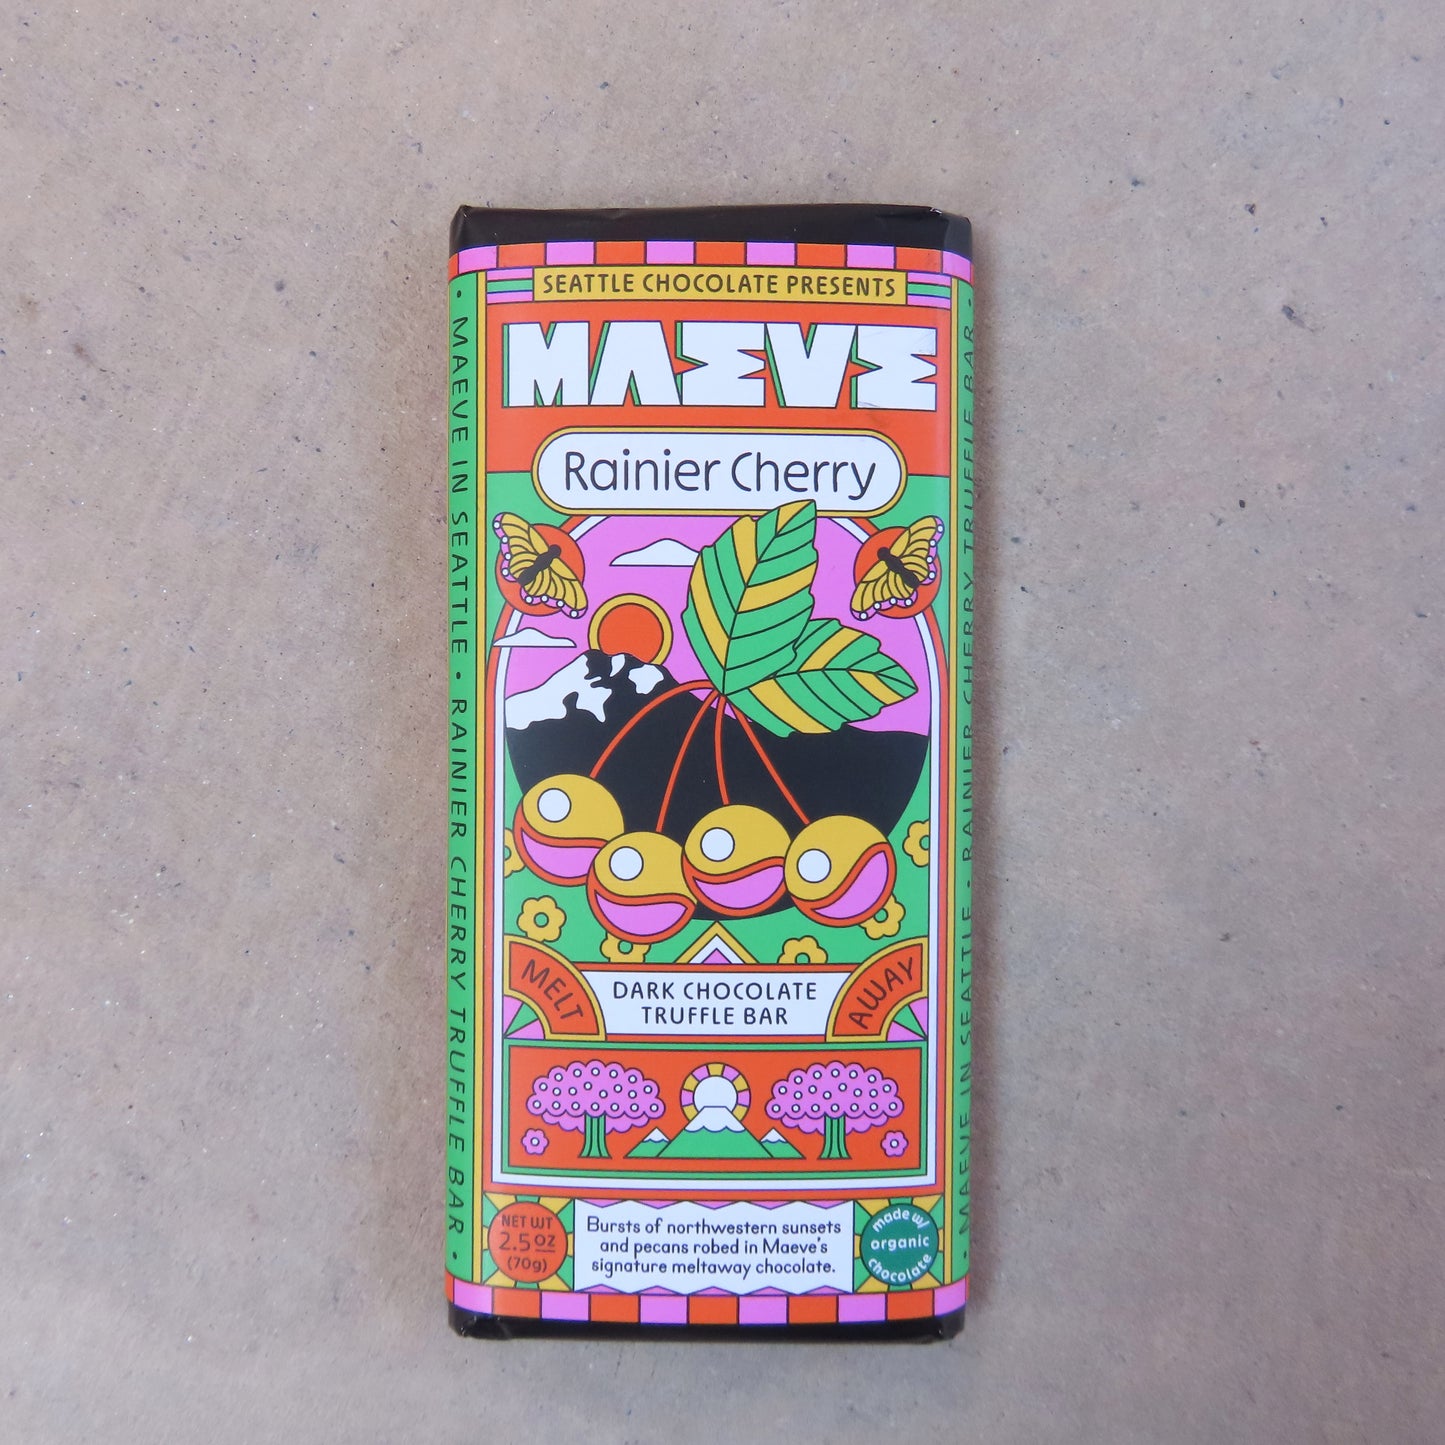 SEATTLE CHOCOLATE PRESENTS
MAEVE
Rainier Cherry
MELT
DARK CHOCOLATE
TRUFFLE BAR
AWAY
NET WT
2.5 oz
(70g)
Bursts of northwestern sunsets
and pecans robed in Maeve's
signature meltaway chocolate.
made w/
organic
chocolate
• MAEVE IN SEATTLE • RAINIER CHERRY TRUFFLE BAR •
• MAEVE IN SEATTLE • RAINIER CHERRY TRUFFLE BAR •